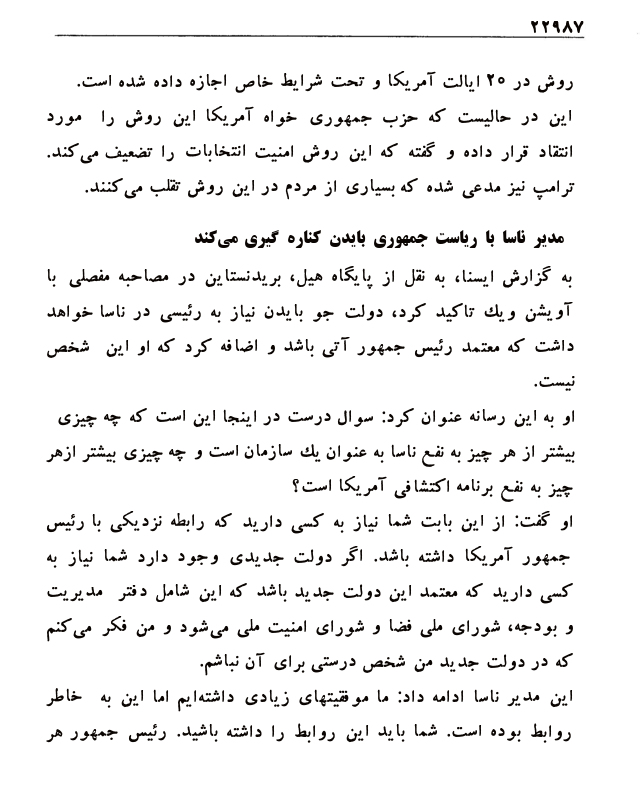 ۲۲۹۸۷
روش در ۲۵ ایالت آمریکا و تحت شرایط خاص اجازه داده شده است.
این در حالیست که حزب جمهوری خواه آمریکا این روش را مورد
انتقاد قرار داده و گفته که این روش امنیت انتخابات را تضعیف می‌کند.
ترامپ نیز مدعی شده که بسیاری از مردم در این روش تقلب می‌کنند.
مدیر ناسا با ریاست جمهوری بایدن کناره گیری می‌کند
به گزارش ایسنا، به نقل از پایگاه هیل، بریدنستاین در مصاحبه مفصلی با
آویشن ویك تاکید کرد، دولت جو بایدن نیاز به رئیسی در ناسا خواهد
داشت که معتمد رئیس جمهور آتی باشد و اضافه کرد که او این شخص
نیست.
او به این رسانه عنوان کرد: سوال درست در اینجا این است که چه چیزی
بیشتر از هر چیز به نفع ناسا به عنوان یك سازمان است و چه چیزی بیشتر ازهر
چیز به نفع برنامه اکتشافی آمریکا است؟
او گفت: از این بابت شما نیاز به کسی دارید که رابطه نزدیکی با رئیس
جمهور آمریکا داشته باشد. اگر دولت جدیدی وجود دارد شما نیاز به
کسی دارید که معتمد این دولت جدید باشد که این شامل دفتر مدیریت
و بودجه، شورای ملی فضا و شورای امنیت ملی می‌شود و من فکر می‌کنم
که در دولت جدید من شخص درستی برای آن نباشم.
این مدیر ناسا ادامه داد: ما موفقیتهای زیادی داشته‌ایم اما این به خاطر
روابط بوده است. شما باید این روابط را داشته باشید. رئیس جمهور هر